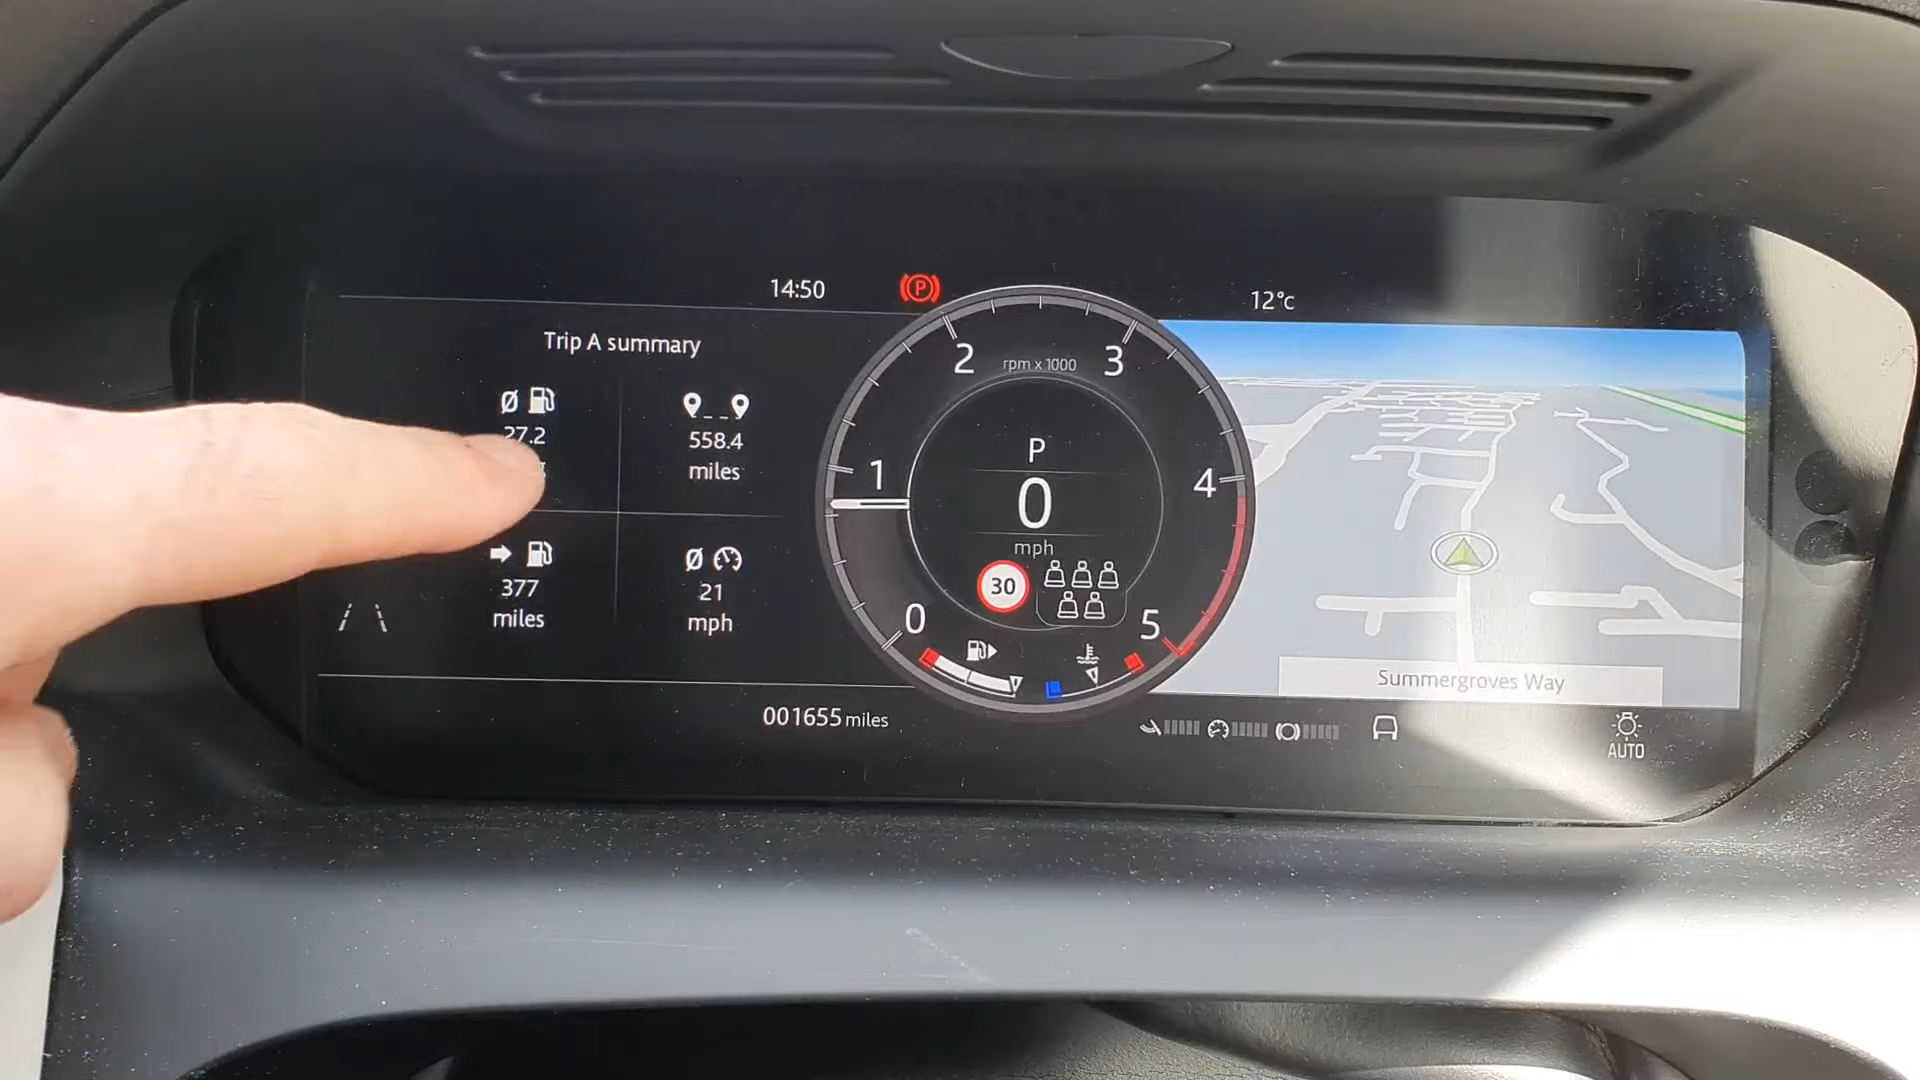 14:50
P
12°c
Trip A summary
Ø
27.2
558.4
miles
377
miles
Ø
21
mph
0
1
2
3
4
5
rpm x 1000
P
0
mph
30
Summergroves Way
001655 miles
AUTO